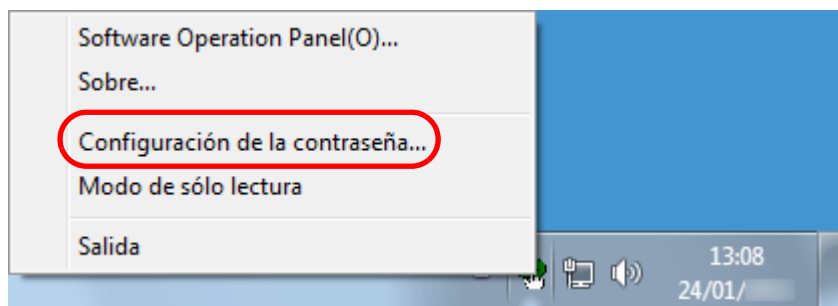 Software Operation Panel(O)...
Sobre...
Configuración de la contraseña...
Modo de sólo lectura
Salida
13:08
24/01/